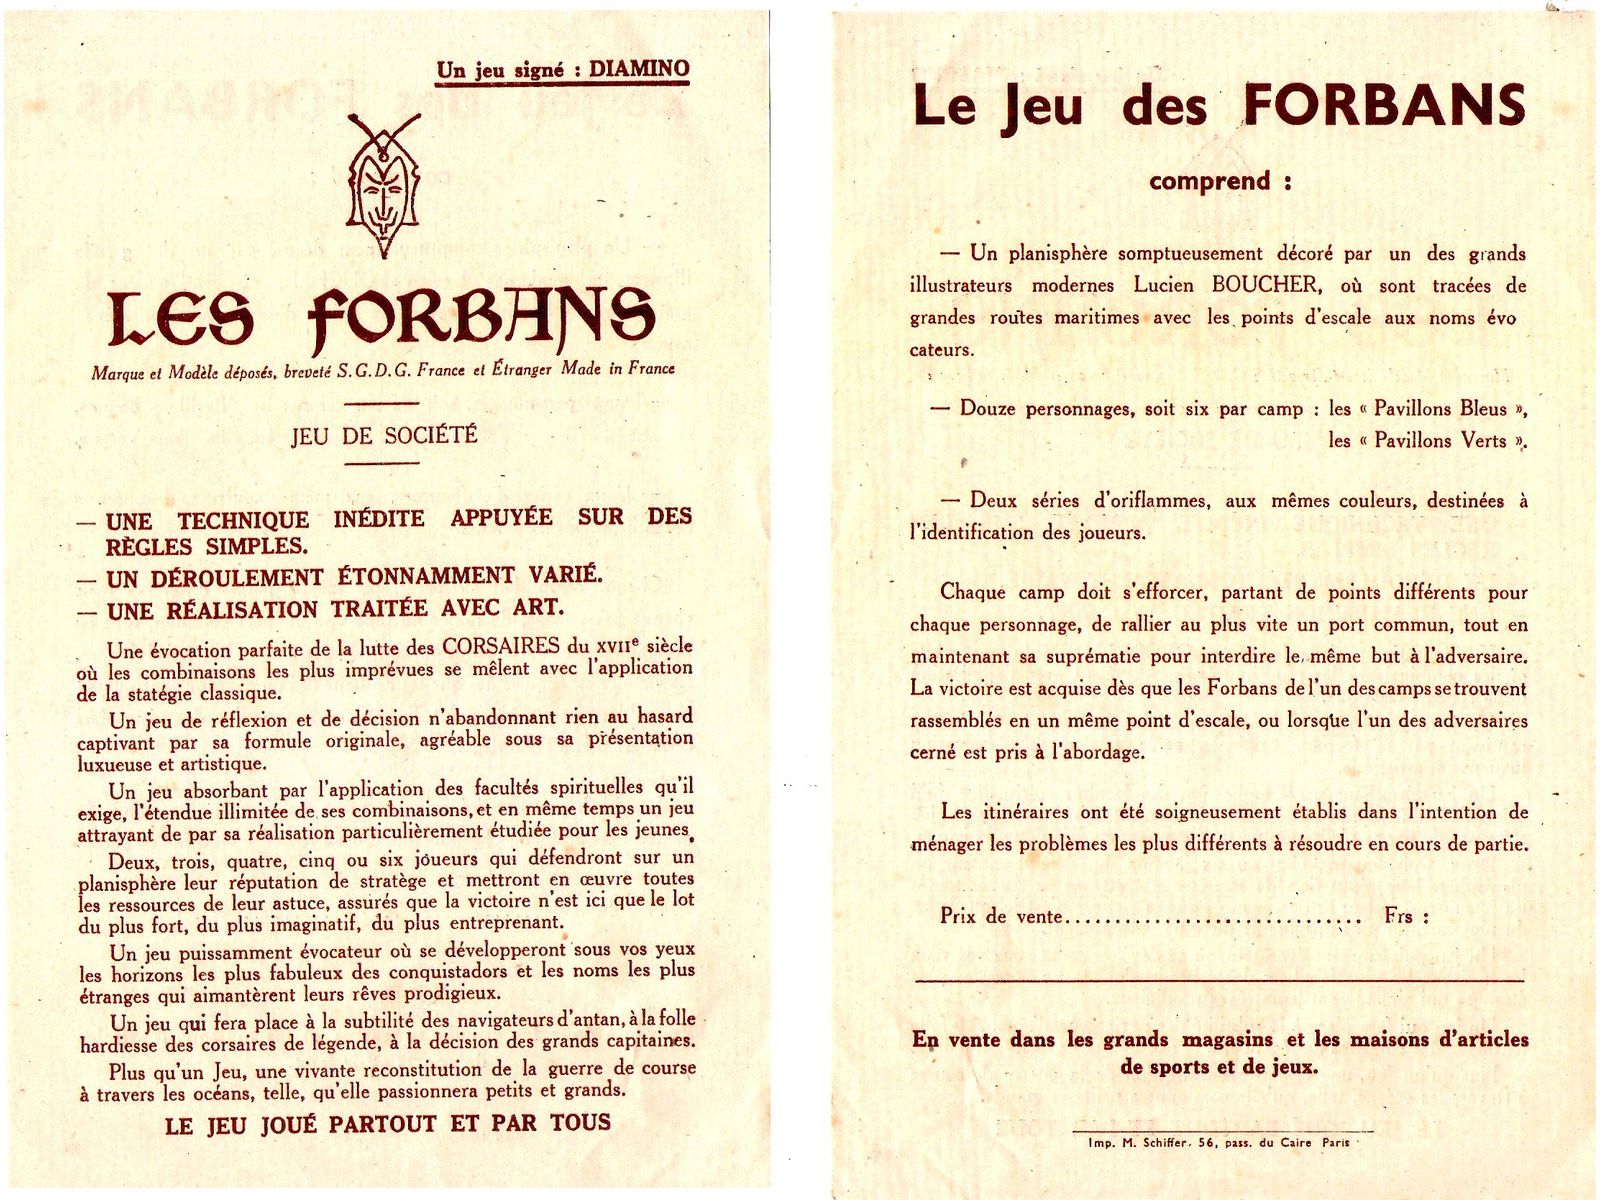 Un jeu signé : DIAMINO
LES FORBANS
Marque et Modèle déposés, breveté S.G.D.G. France et Étranger Made in France
JEU DE SOCIÉTÉ
— UNE TECHNIQUE INÉDITE APPUYÉE SUR DES
RÈGLES SIMPLES.
— UN DÉROULEMENT ÉTONNAMMENT VARIÉ.
— UNE RÉALISATION TRAITÉE AVEC ART.
Une évocation parfaite de la lutte des CORSAIRES du XVIIe siècle
où les combinaisons les plus imprévues se mêlent avec l'application
de la statégie classique.
Un jeu de réflexion et de décision n'abandonnant rien au hasard
captivant par sa formule originale, agréable sous sa présentation
luxueuse et artistique.
Un jeu absorbant par l'application des facultés spirituelles qu'il
exige, l'étendue illimitée de ses combinaisons, et en même temps un jeu
attrayant de par sa réalisation particulièrement étudiée pour les jeunes.
Deux, trois, quatre, cinq ou six joueurs qui défendront sur un
planisphère leur réputation de stratège et mettront en œuvre toutes
les ressources de leur astuce, assurés que la victoire n'est ici que le lot
du plus fort, du plus imaginatif, du plus entreprenant.
Un jeu puissamment évocateur où se développeront sous vos yeux
les horizons les plus fabuleux des conquistadors et les noms les plus
étranges qui aimantèrent leurs rêves prodigieux.
Un jeu qui fera place à la subtilité des navigateurs d'antan, à la folle
hardiesse des corsaires de légende, à la décision des grands capitaines.
Plus qu'un Jeu, une vivante reconstitution de la guerre de course
à travers les océans, telle, qu'elle passionnera petits et grands.
LE JEU JOUÉ PARTOUT ET PAR TOUS
Le Jeu des FORBANS
comprend :
— Un planisphère somptueusement décoré par un des grands
illustrateurs modernes Lucien BOUCHER, où sont tracées de
grandes routes maritimes avec les points d'escale aux noms évo
cateurs.
— Douze personnages, soit six par camp : les « Pavillons Bleus »,
les « Pavillons Verts ».
— Deux séries d'oriflammes, aux mêmes couleurs, destinées à
l'identification des joueurs.
Chaque camp doit s'efforcer, partant de points différents pour
chaque personnage, de rallier au plus vite un port commun, tout en
maintenant sa suprématie pour interdire le même but à l'adversaire.
La victoire est acquise dès que les Forbans de l'un des camps se trouvent
rassemblés en un même point d'escale, ou lorsque l'un des adversaires
cerné est pris à l'abordage.
Les itinéraires ont été soigneusement établis dans l'intention de
ménager les problèmes les plus différents à résoudre en cours de partie.
Prix de vente.............................. Frs :
En vente dans les grands magasins et les maisons d'articles
de sports et de jeux.
Imp. M. Schiffer. 56, pass. du Caire Paris